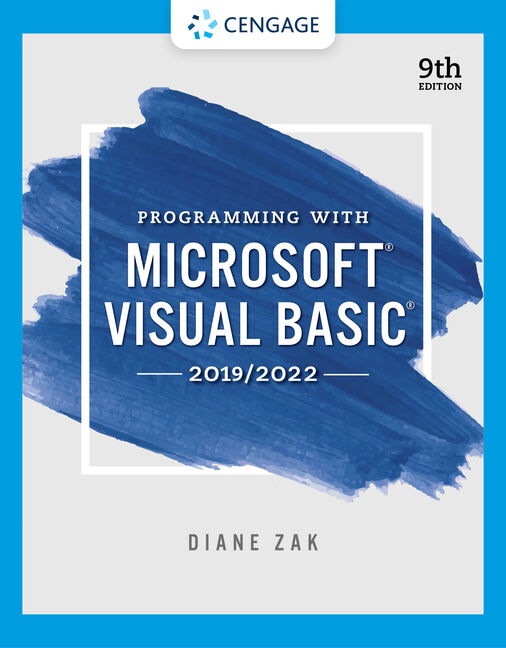 CENGAGE
9th
EDITION
PROGRAMMING WITH
MICROSOFT®
VISUAL BASIC®
2019/2022
DIANE ZAK